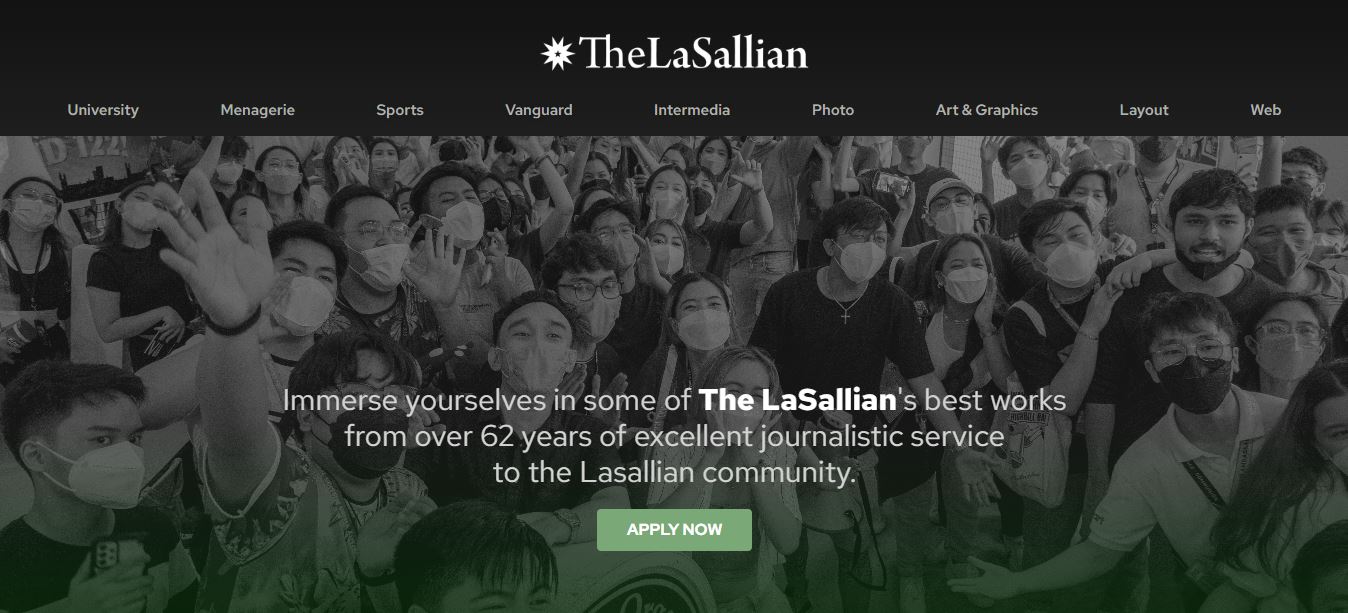 TheLaSallian
University Menagerie Sports Vanguard Intermedia Photo Art & Graphics Layout Web
D 122!
Immerse yourselves in some of The LaSallian's best works
from over 62 years of excellent journalistic service
to the Lasallian community.
APPLY NOW